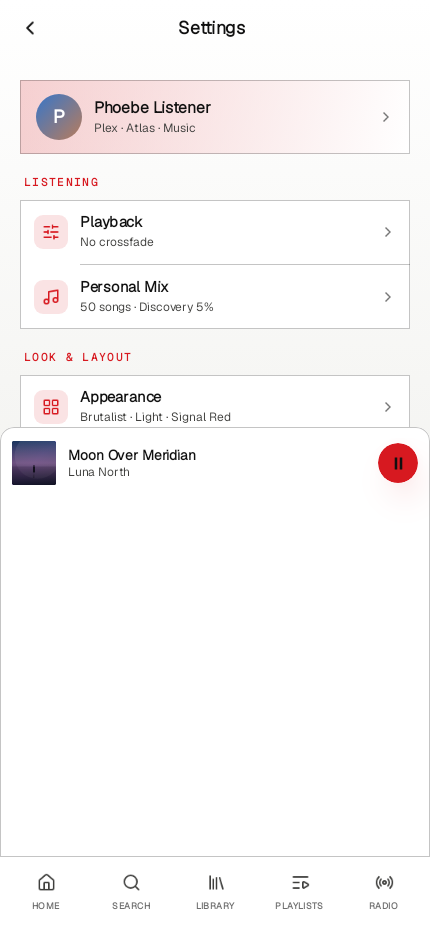 Settings
P
Phoebe Listener
Plex · Atlas · Music
LISTENING
Playback
No crossfade
Personal Mix
50 songs · Discovery 5%
LOOK & LAYOUT
Appearance
Brutalist · Light · Signal Red
Moon Over Meridian
Luna North
HOME
SEARCH
LIBRARY
PLAYLISTS
RADIO